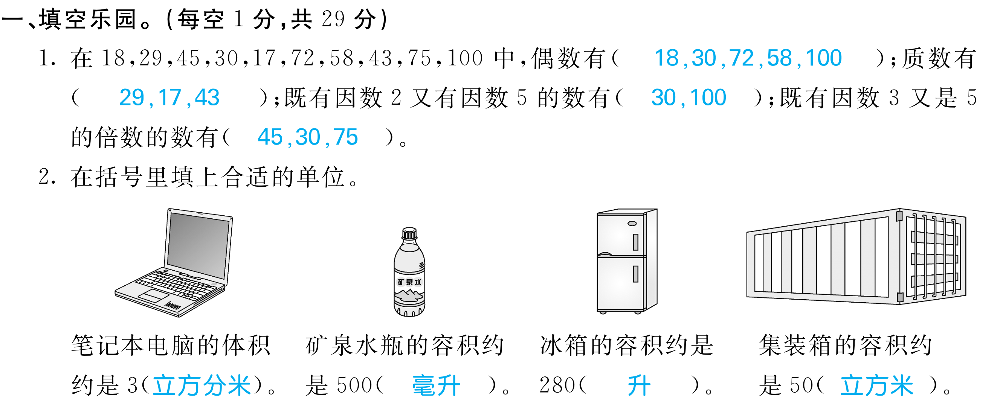 一、填空乐园。(每空 1 分,共 29 分)
1. 在 18,29,45,30,17,72,58,43,75,100 中,偶数有( 18,30,72,58,100 );质数有
( 29,17,43 );既有因数 2 又有因数 5 的数有( 30,100 );既有因数 3 又是 5
的倍数的数有( 45,30,75 )。
2. 在括号里填上合适的单位。
lenovo
矿泉水
笔记本电脑的体积 矿泉水瓶的容积约 冰箱的容积约是 集装箱的容积约
约是 3(立方分米)。 是 500( 毫升 )。 280( 升 )。 是 50( 立方米 )。